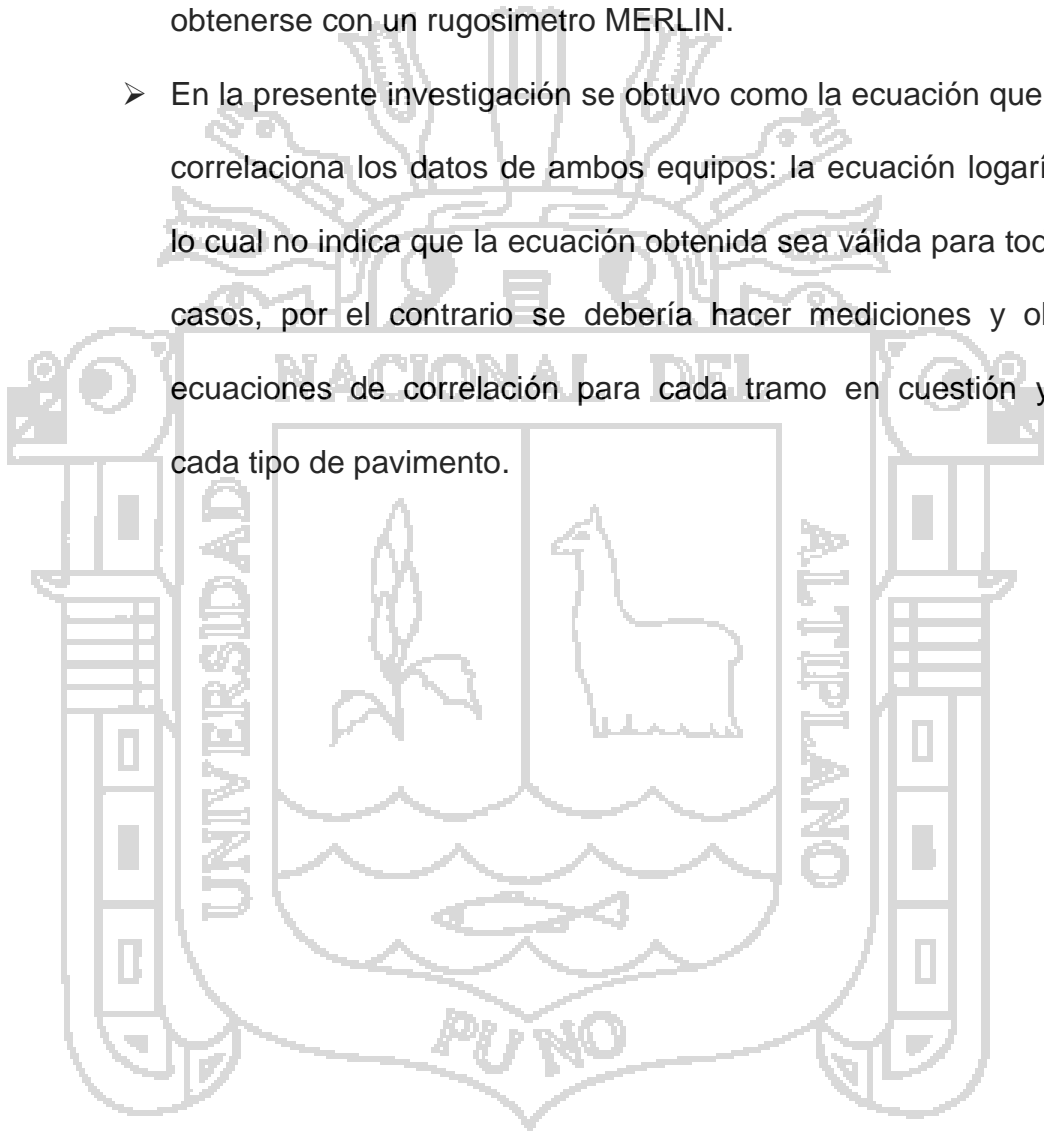 obtenerse con un rugosimetro MERLIN.
➢ En la presente investigación se obtuvo como la ecuación que
correlaciona los datos de ambos equipos: la ecuación
lo cual no indica que la ecuación obtenida sea válida para
casos, por el contrario se debería hacer mediciones y
NACIONAL DEL
ecuaciones de correlación para cada tramo en cuestión y
cada tipo de pavimento.
UNIVERSIDAD
ALTIPLANO
PUNO